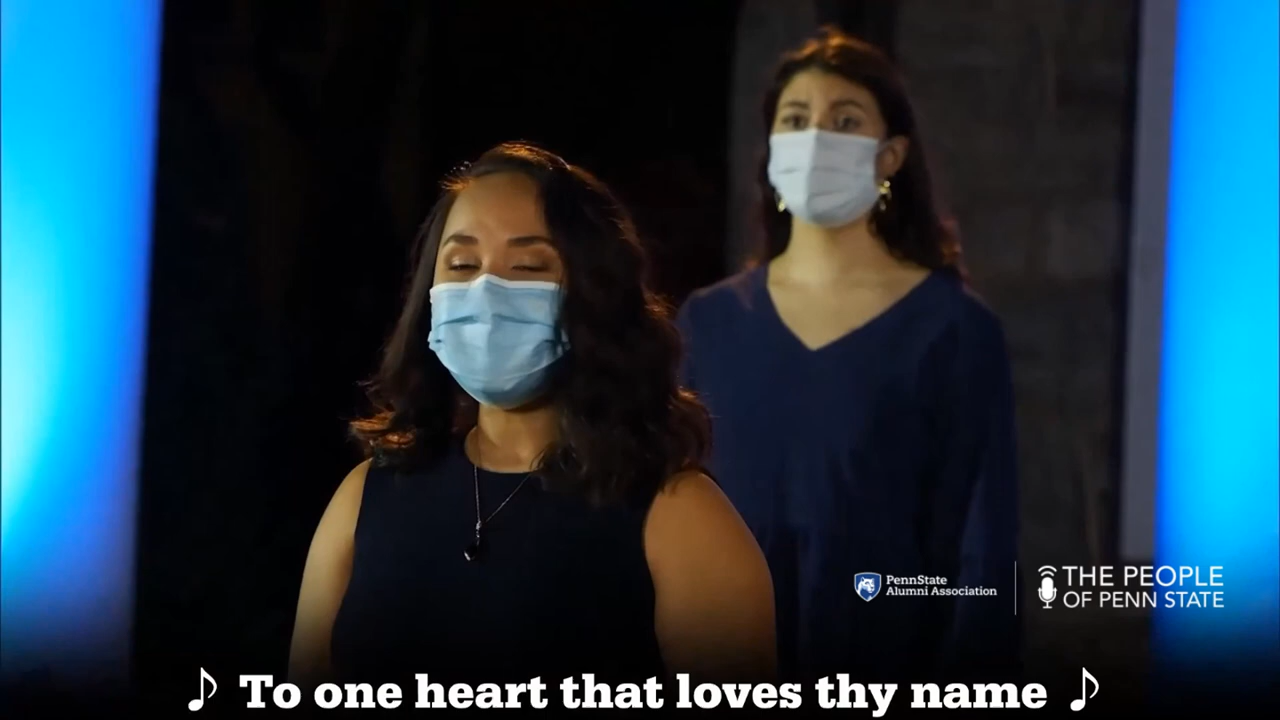 PennState
Alumni Association
THE PEOPLE
OF PENN STATE
♪ To one heart that loves thy name ♪